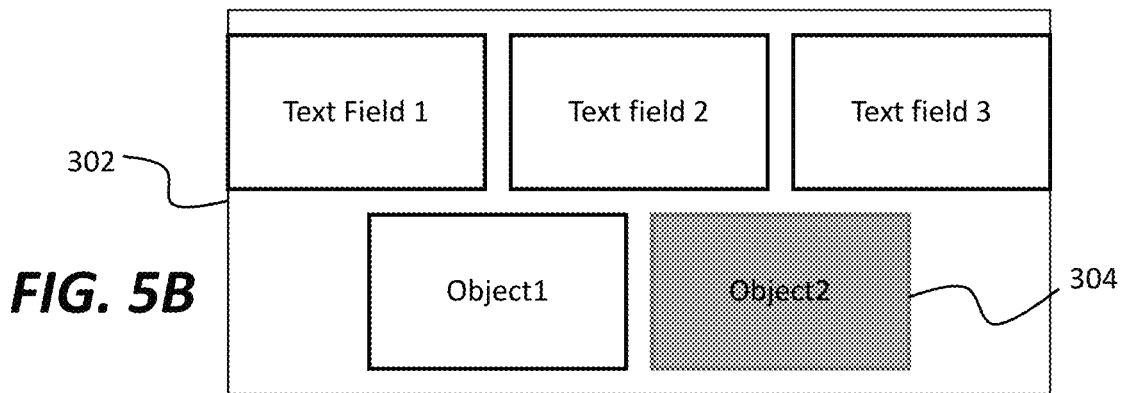 Text Field 1
Text field 2
Text field 3
302
Object1
Object2
304
FIG. 5B